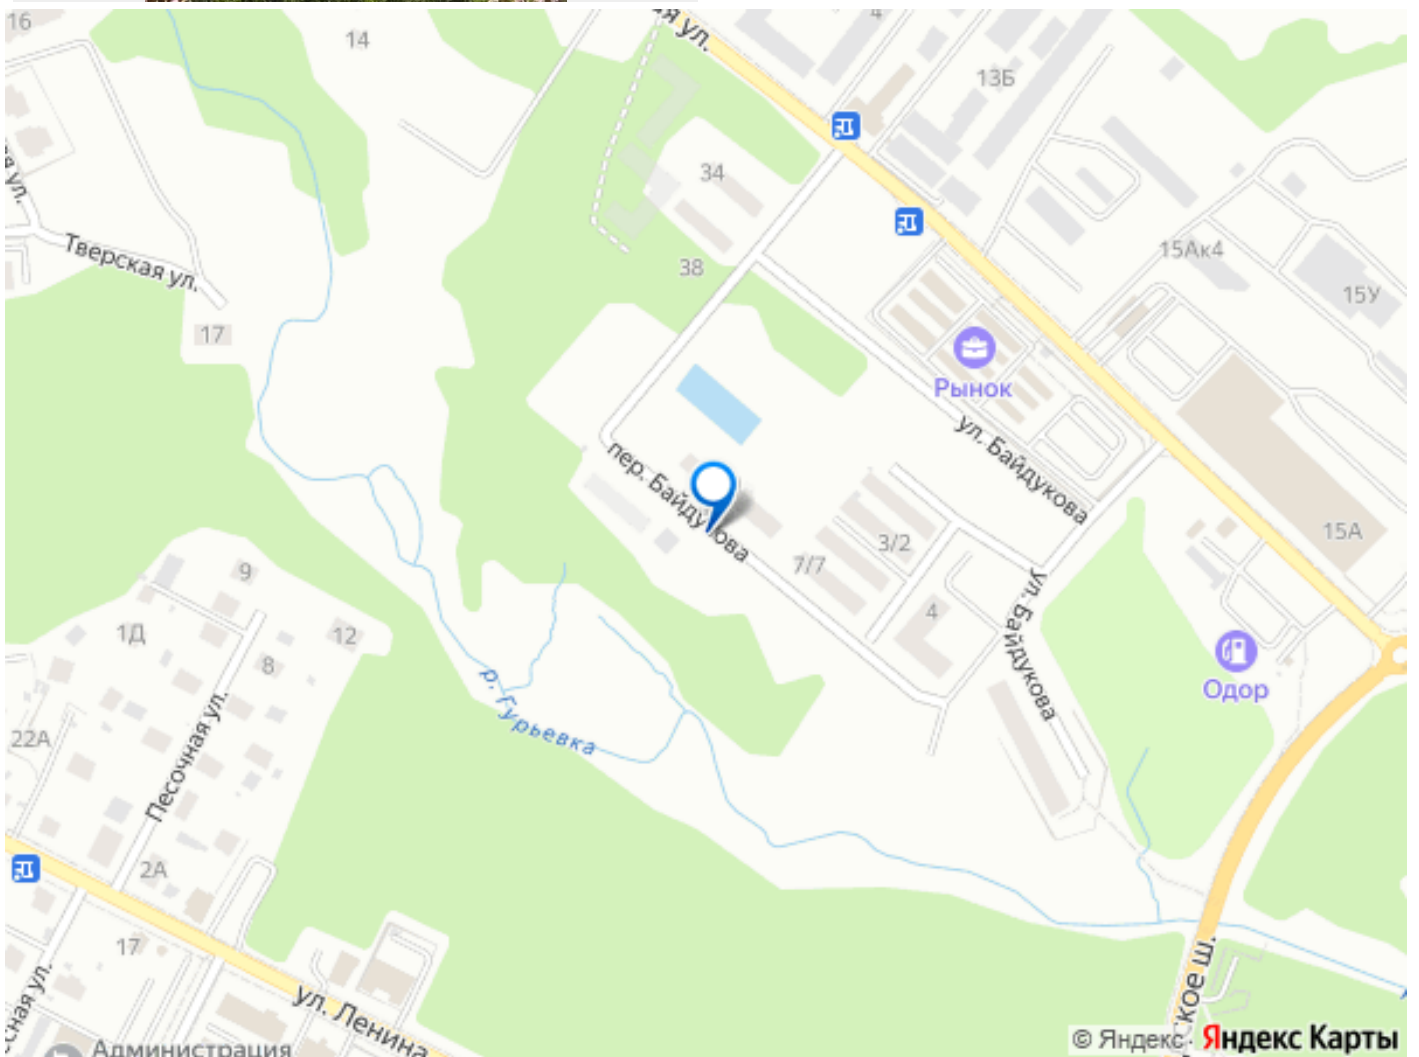 16
14
ул.
4
13Б
34
15Ак4
Тверская ул.
38
15У
17
Рынок
ул. Байдукова
пер. Байдукова
15А
3/2
7/7
9
4
ул. Байдукова
1Д
12
8
Одор
р. Гурьевка
22А
Песочная ул.
2А
17
ул. Ленина
Администрация
© Яндекс
Яндекс Карты